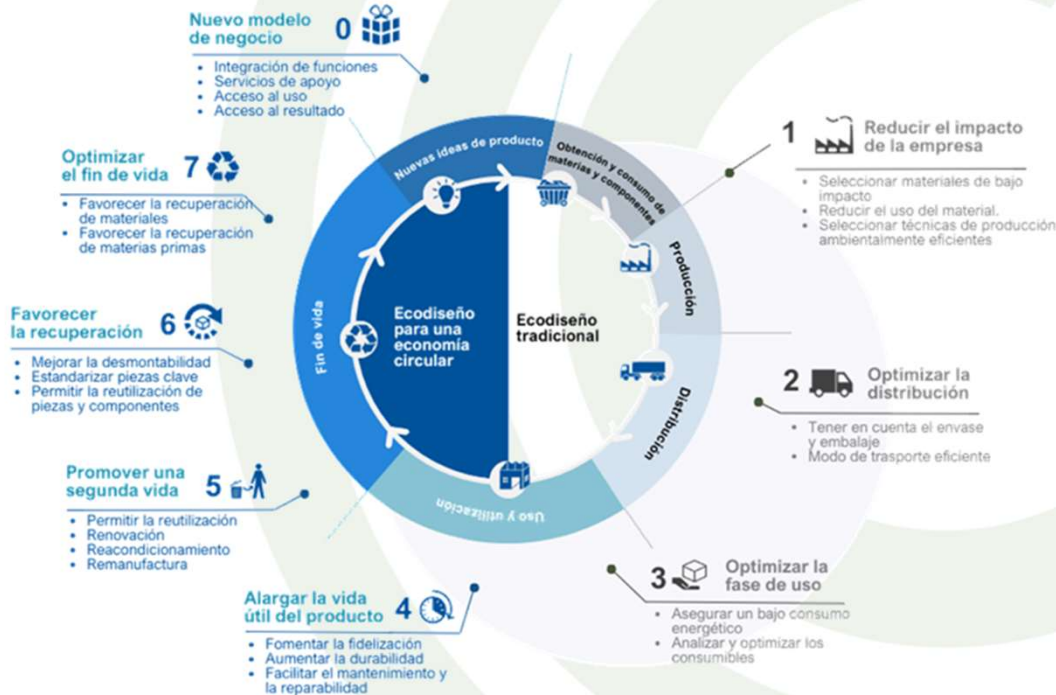 Nuevo modelo
de negocio
0
• Integración de funciones
• Servicios de apoyo
• Acceso al uso
• Acceso al resultado
1
Reducir el impacto
de la empresa
• Seleccionar materiales de bajo
impacto
• Reducir el uso del material.
• Seleccionar técnicas de producción
ambientalmente eficientes
2
Optimizar la
distribución
• Tener en cuenta el envase
y embalaje
• Modo de trasporte eficiente
3
Optimizar la
fase de uso
• Asegurar un bajo consumo
energético
• Analizar y optimizar los
consumibles
Alargar la vida
útil del producto
4
• Fomentar la fidelización
• Aumentar la durabilidad
• Facilitar el mantenimiento y
la reparabilidad
Promover una
segunda vida
5
• Permitir la reutilización
• Renovación
• Reacondicionamiento
• Remanufactura
Favorecer
la recuperación
6
• Mejorar la desmontabilidad
• Estandarizar piezas clave
• Permitir la reutilización de
piezas y componentes
Optimizar
el fin de vida
7
• Favorecer la recuperación
de materiales
• Favorecer la recuperación
de materias primas
Nuevas ideas de producto
Obtención y consumo de
materias y componentes
Producción
Distribución
Uso y utilización
Fin de vida
Ecodiseño
para una
economía
circular
Ecodiseño
tradicional